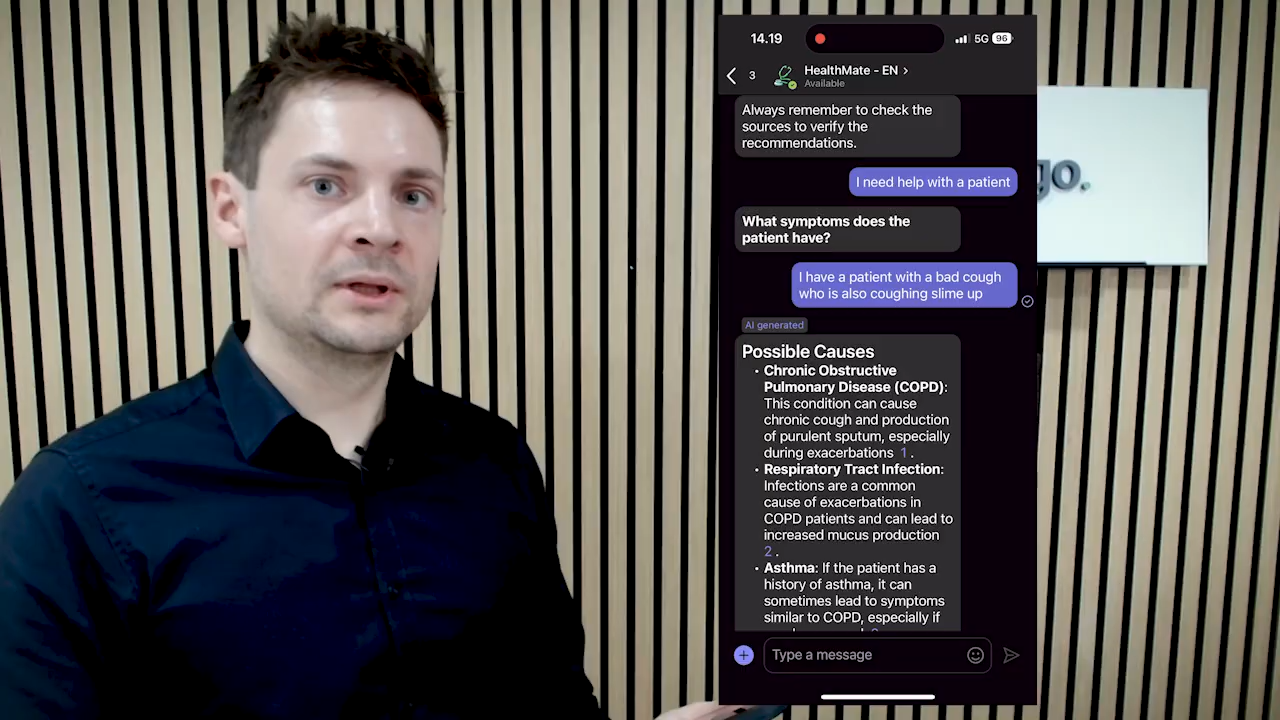 14.19
5G 96
3
HealthMate - EN >
Available
Always remember to check the
sources to verify the
recommendations.
I need help with a patient
What symptoms does the
patient have?
I have a patient with a bad cough
who is also coughing slime up
AI generated
Possible Causes
• Chronic Obstructive
Pulmonary Disease (COPD):
This condition can cause
chronic cough and production
of purulent sputum, especially
during exacerbations 1 .
• Respiratory Tract Infection:
Infections are a common
cause of exacerbations in
COPD patients and can lead to
increased mucus production
2 .
• Asthma: If the patient has a
history of asthma, it can
sometimes lead to symptoms
similar to COPD, especially if
Type a message
go.